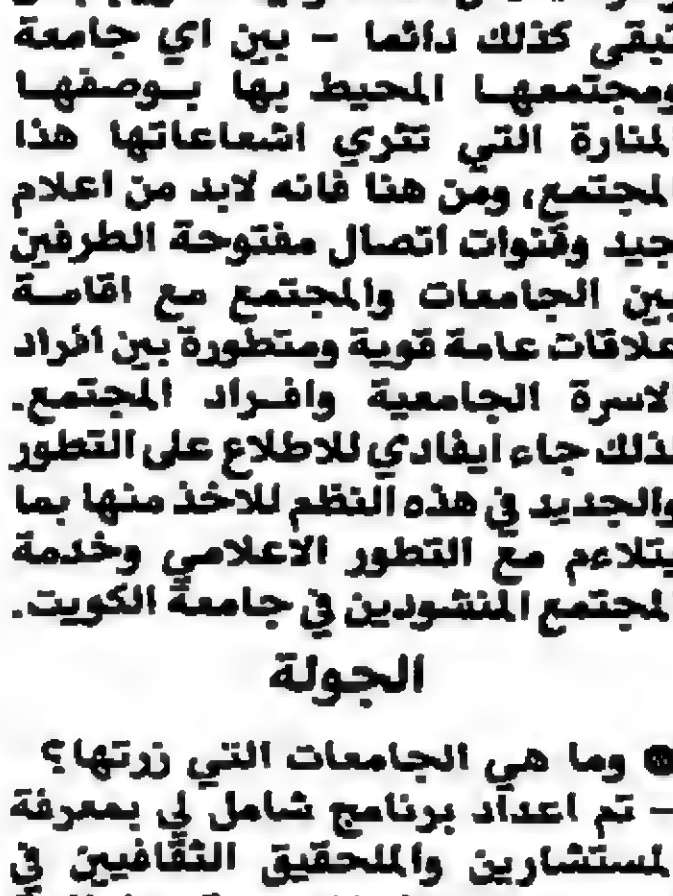 تبقى كذلك دائما – بين اي جامعة
ومجتمعها المحيط بها بوصفها
المنارة التي تثري اشعاعاتها هذا
المجتمع، ومن هنا فانه لابد من اعلام
جيد وقنوات اتصال مفتوحة الطرفين
بين الجامعات والمجتمع مع اقامة
علاقات عامة قوية ومتطورة بين افراد
الاسرة الجامعية وافراد المجتمع.
لذلك جاء ايفادي للاطلاع على التطور
والجديد في هذه النظم للاخذ منها بما
يتلاءم مع التطور الاعلامي وخدمة
المجتمع المنشودين في جامعة الكويت.
الجولة
● وما هي الجامعات التي زرتها؟
– تم اعداد برنامج شامل لي بمعرفة
المستشارين والملحقيق الثقافيين في